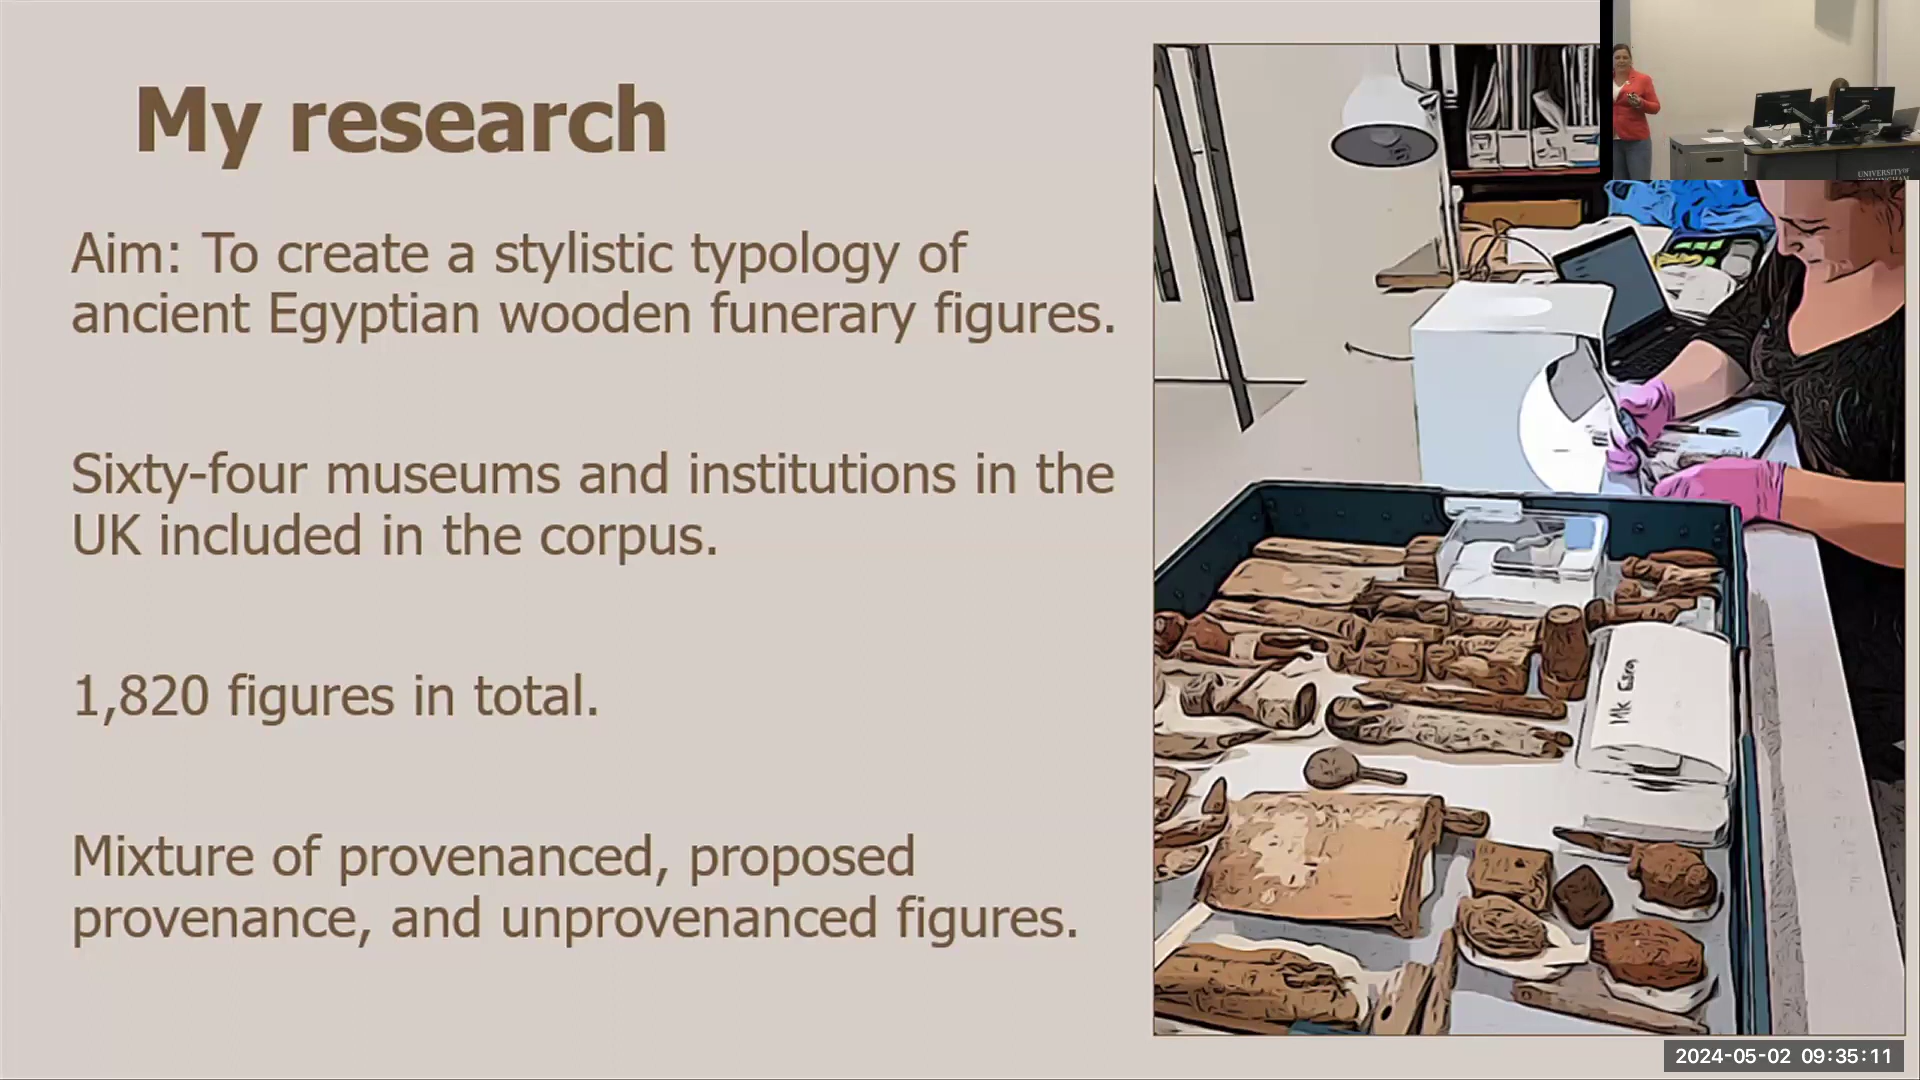 My research
Aim: To create a stylistic typology of
ancient Egyptian wooden funerary figures.
Sixty-four museums and institutions in the
UK included in the corpus.
1,820 figures in total.
Mixture of provenanced, proposed
provenance, and unprovenanced figures.
UNIVERSITY OF
2024-05-02 09:35:11